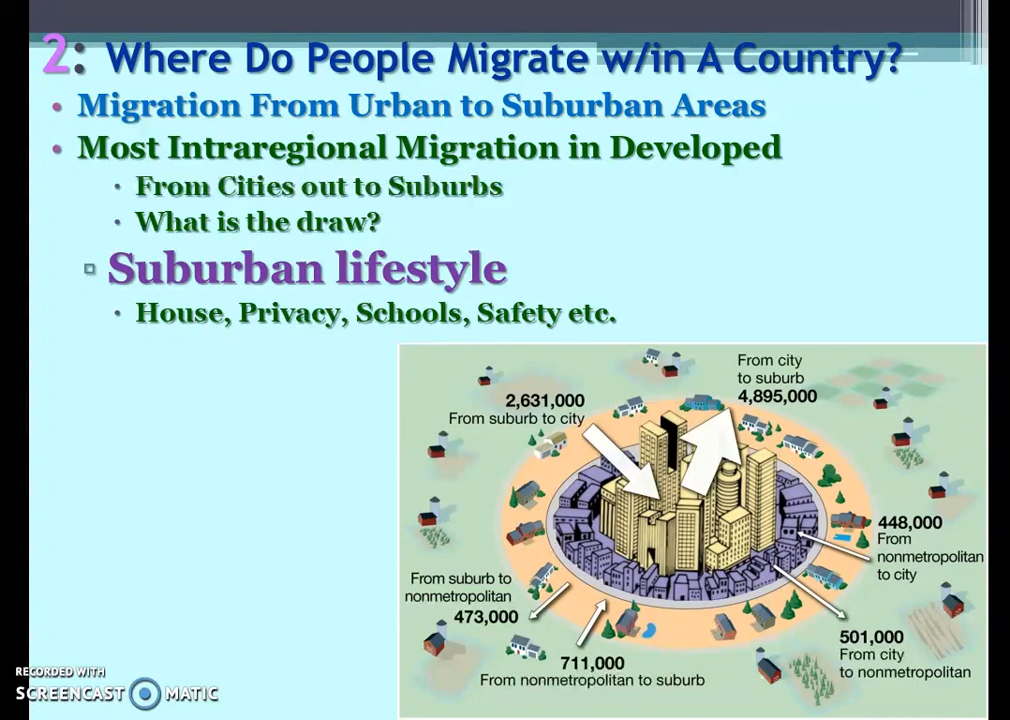 2: Where Do People Migrate w/in A Country?
• Migration From Urban to Suburban Areas
• Most Intraregional Migration in Developed
· From Cities out to Suburbs
· What is the draw?
▫ Suburban lifestyle
· House, Privacy, Schools, Safety etc.
2,631,000
From suburb to city
From city
to suburb
4,895,000
448,000
From
nonmetropolitan
to city
From suburb to
nonmetropolitan
473,000
711,000
From nonmetropolitan to suburb
501,000
From city
to nonmetropolitan
RECORDED WITH
SCREENCAST MATIC